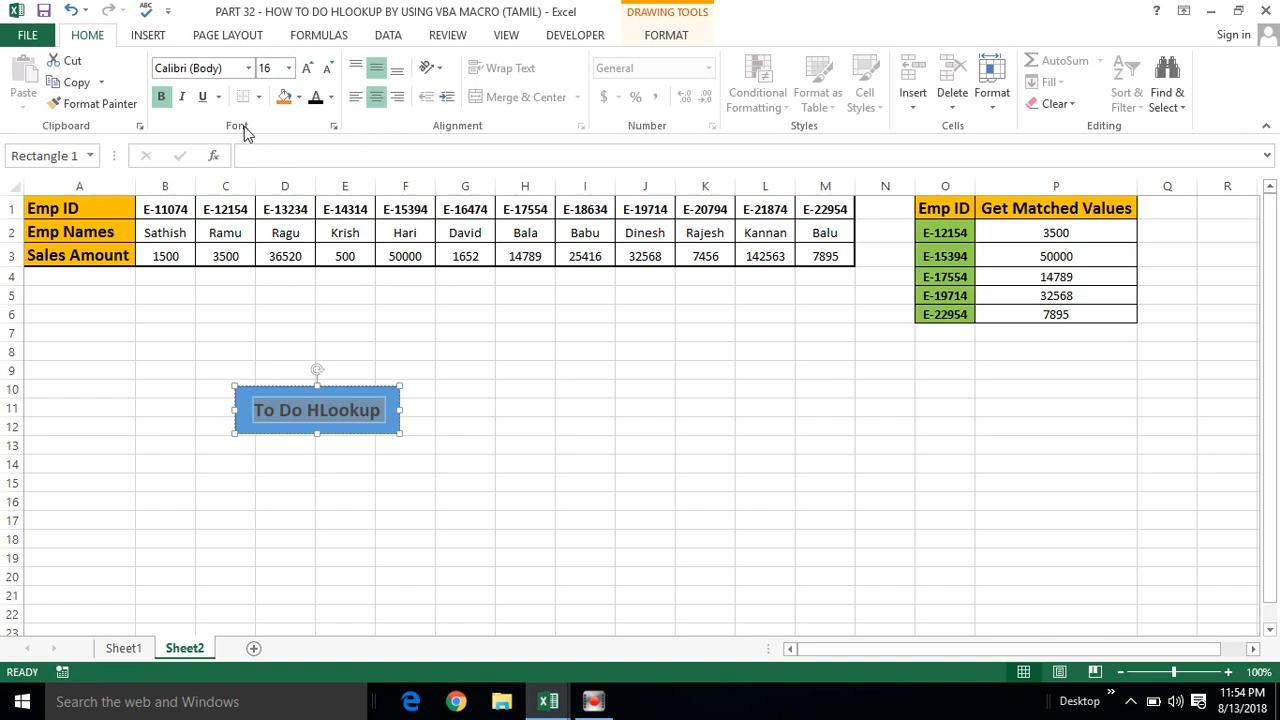 PART 32 - HOW TO DO HLOOKUP BY USING VBA MACRO (TAMIL) - Excel
DRAWING TOOLS
?
FILE HOME INSERT PAGE LAYOUT FORMULAS DATA REVIEW VIEW DEVELOPER FORMAT Sign in
Paste
Cut
Copy
Format Painter
Clipboard
Calibri (Body) 16
B I U A
Font
Wrap Text
Merge & Center
Alignment
General
$ % ,
Number
Conditional Formatting
Format as Table
Cell Styles
Styles
Insert
Delete
Format
Cells
AutoSum
Fill
Clear
Sort & Filter
Find & Select
Editing
Rectangle 1 fx
A B C D E F G H I J K L M N O P Q R
1 Emp ID E-11074 E-12154 E-13234 E-14314 E-15394 E-16474 E-17554 E-18634 E-19714 E-20794 E-21874 E-22954 Emp ID Get Matched Values
2 Emp Names Sathish Ramu Ragu Krish Hari David Bala Babu Dinesh Rajesh Kannan Balu E-12154 3500
3 Sales Amount 1500 3500 36520 500 50000 1652 14789 25416 32568 7456 142563 7895 E-15394 50000
4 E-17554 14789
5 E-19714 32568
6 E-22954 7895
7
8
9
10
11 To Do HLookup
12
13
14
15
16
17
18
19
20
21
22
23
Sheet1 Sheet2
READY 100%
Search the web and Windows
Desktop
11:54 PM
8/13/2018